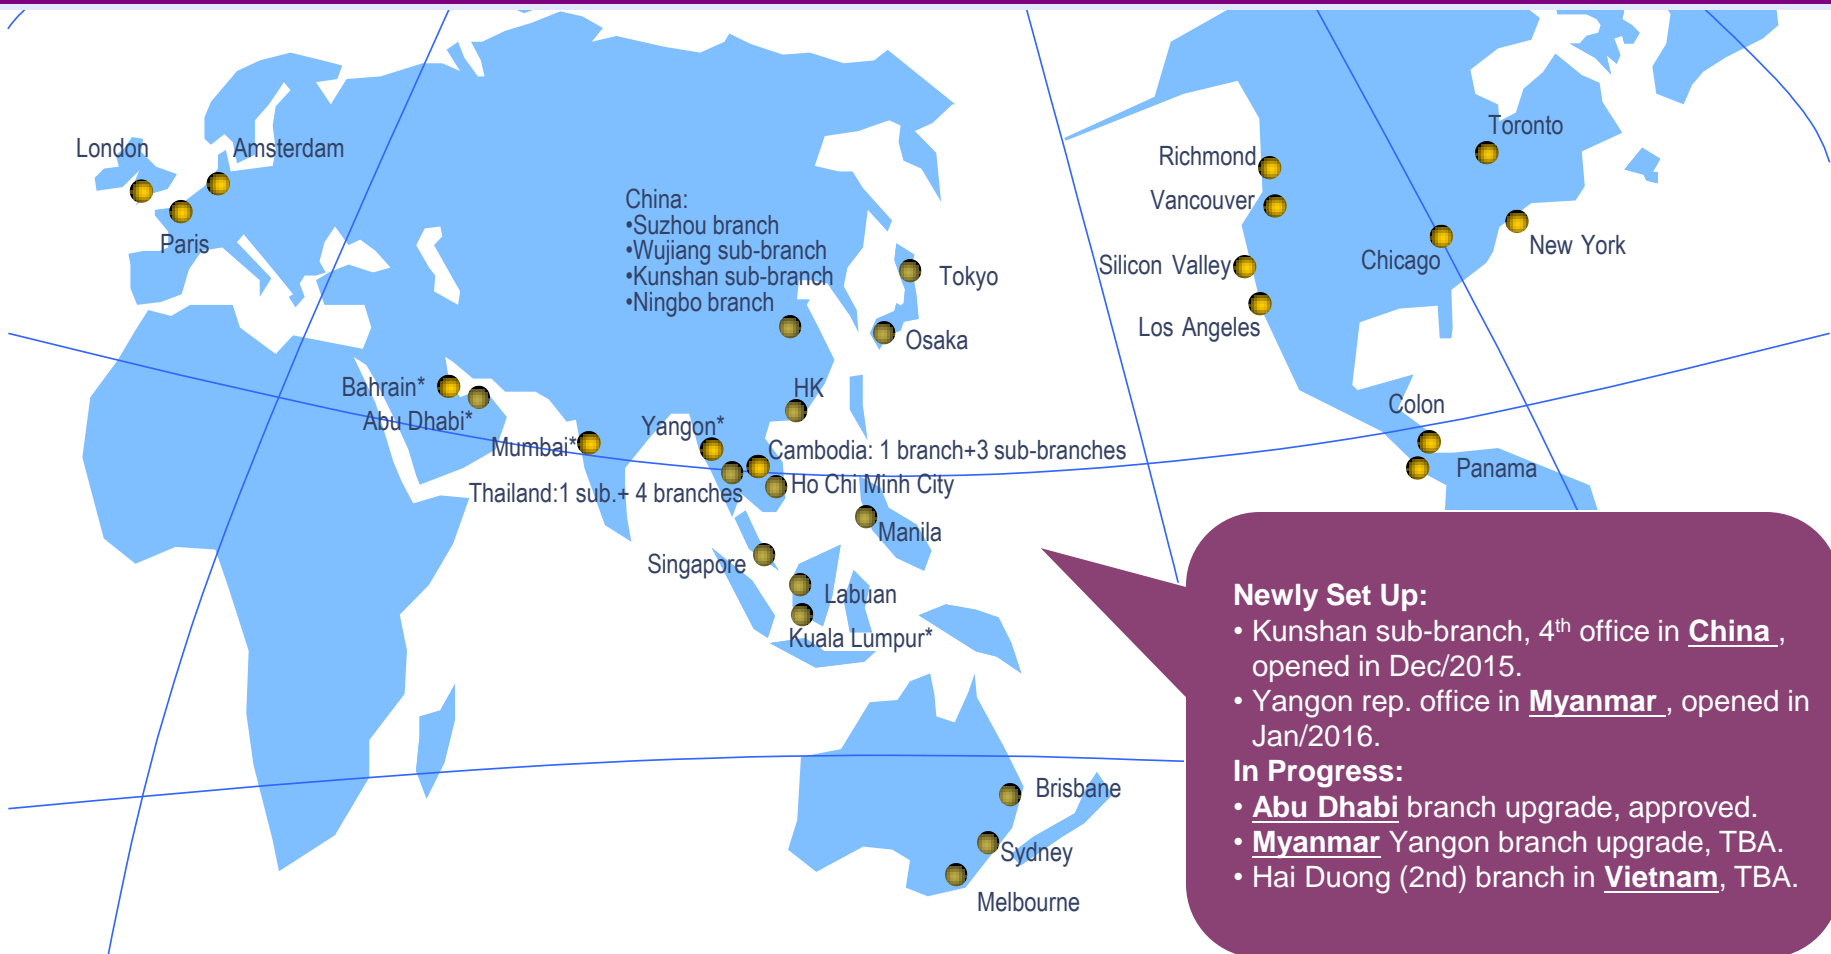 London
Amsterdam
Paris
China:
•Suzhou branch
•Wujiang sub-branch
•Kunshan sub-branch
•Ningbo branch
Tokyo
Osaka
HK
Bahrain*
Abu Dhabi*
Mumbai*
Yangon*
Cambodia: 1 branch+3 sub-branches
Thailand:1 sub.+ 4 branches
Ho Chi Minh City
Manila
Singapore
Labuan
Kuala Lumpur*
Brisbane
Sydney
Melbourne
Richmond
Vancouver
Silicon Valley
Los Angeles
Toronto
Chicago
New York
Colon
Panama
Newly Set Up:
• Kunshan sub-branch, 4th office in China ,
opened in Dec/2015.
• Yangon rep. office in Myanmar , opened in
Jan/2016.
In Progress:
• Abu Dhabi branch upgrade, approved.
• Myanmar Yangon branch upgrade, TBA.
• Hai Duong (2nd) branch in Vietnam, TBA.